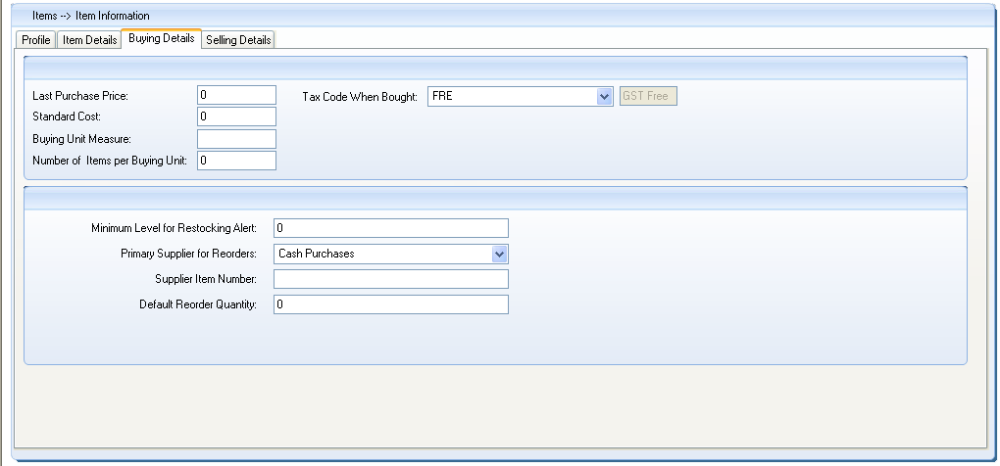 Items --> Item Information
Profile Item Details Buying Details Selling Details
Last Purchase Price: 0 Tax Code When Bought: FRE GST Free
Standard Cost: 0
Buying Unit Measure:
Number of Items per Buying Unit: 0
Minimum Level for Restocking Alert: 0
Primary Supplier for Reorders: Cash Purchases
Supplier Item Number:
Default Reorder Quantity: 0